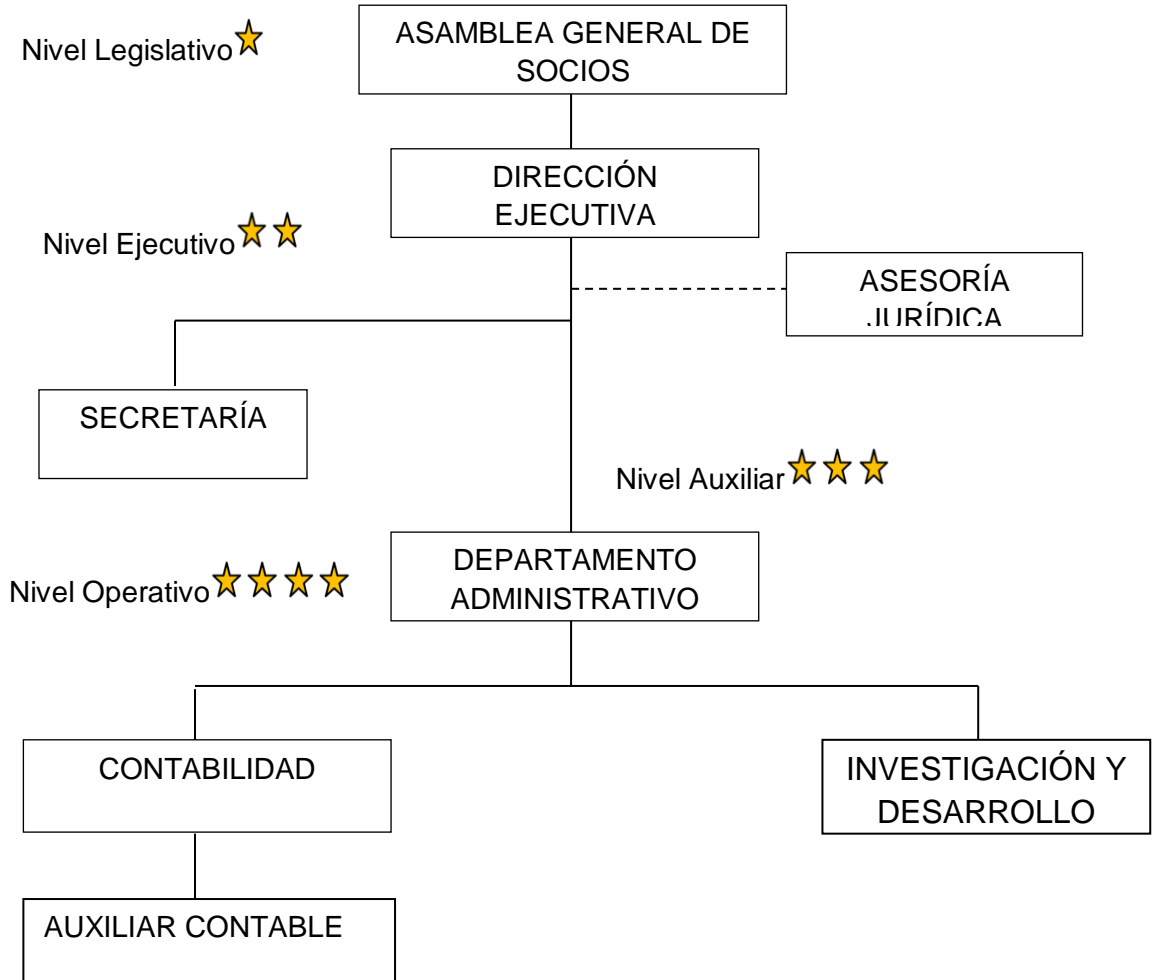 Nivel Legislativo
ASAMBLEA GENERAL DE
SOCIOS
DIRECCIÓN
EJECUTIVA
Nivel Ejecutivo
ASESORÍA
JURÍDICA
SECRETARÍA
Nivel Auxiliar
DEPARTAMENTO
ADMINISTRATIVO
Nivel Operativo
CONTABILIDAD
INVESTIGACIÓN Y
DESARROLLO
AUXILIAR CONTABLE